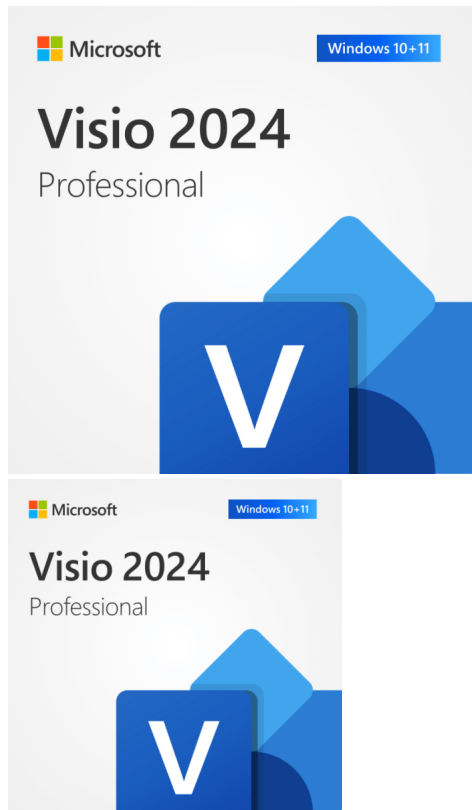 Microsoft
Windows 10+11
Visio 2024
Professional
V
Microsoft
Windows 10+11
Visio 2024
Professional
V